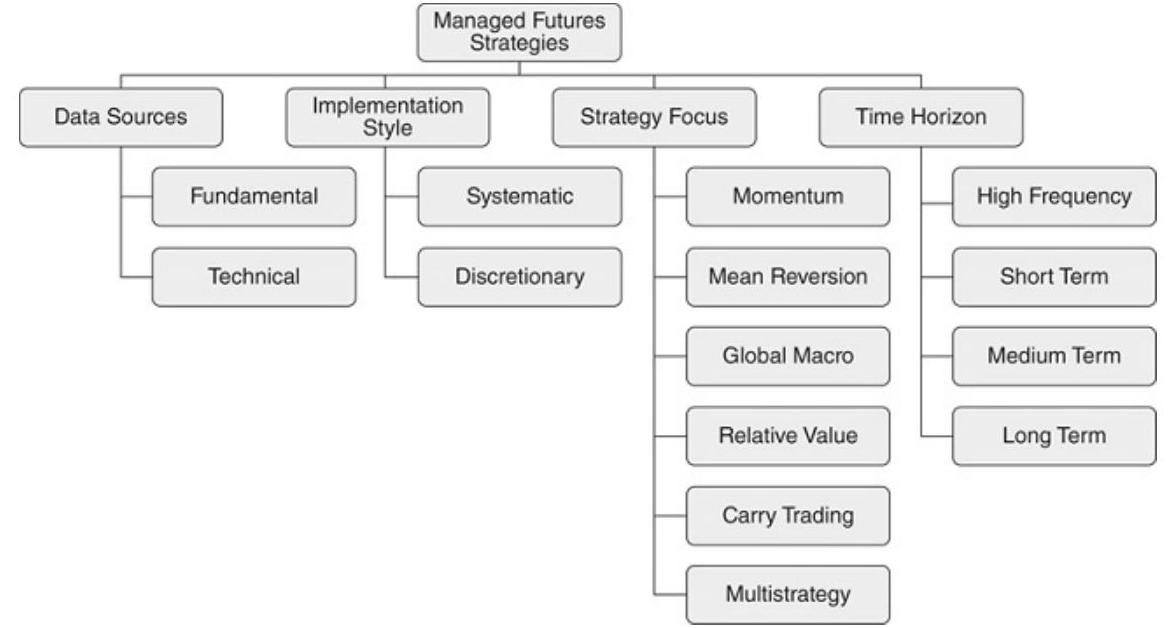 Managed Futures
Strategies
Data Sources
Implementation
Style
Strategy Focus
Time Horizon
Fundamental
Systematic
Momentum
High Frequency
Technical
Discretionary
Mean Reversion
Short Term
Global Macro
Medium Term
Relative Value
Long Term
Carry Trading
Multistrategy